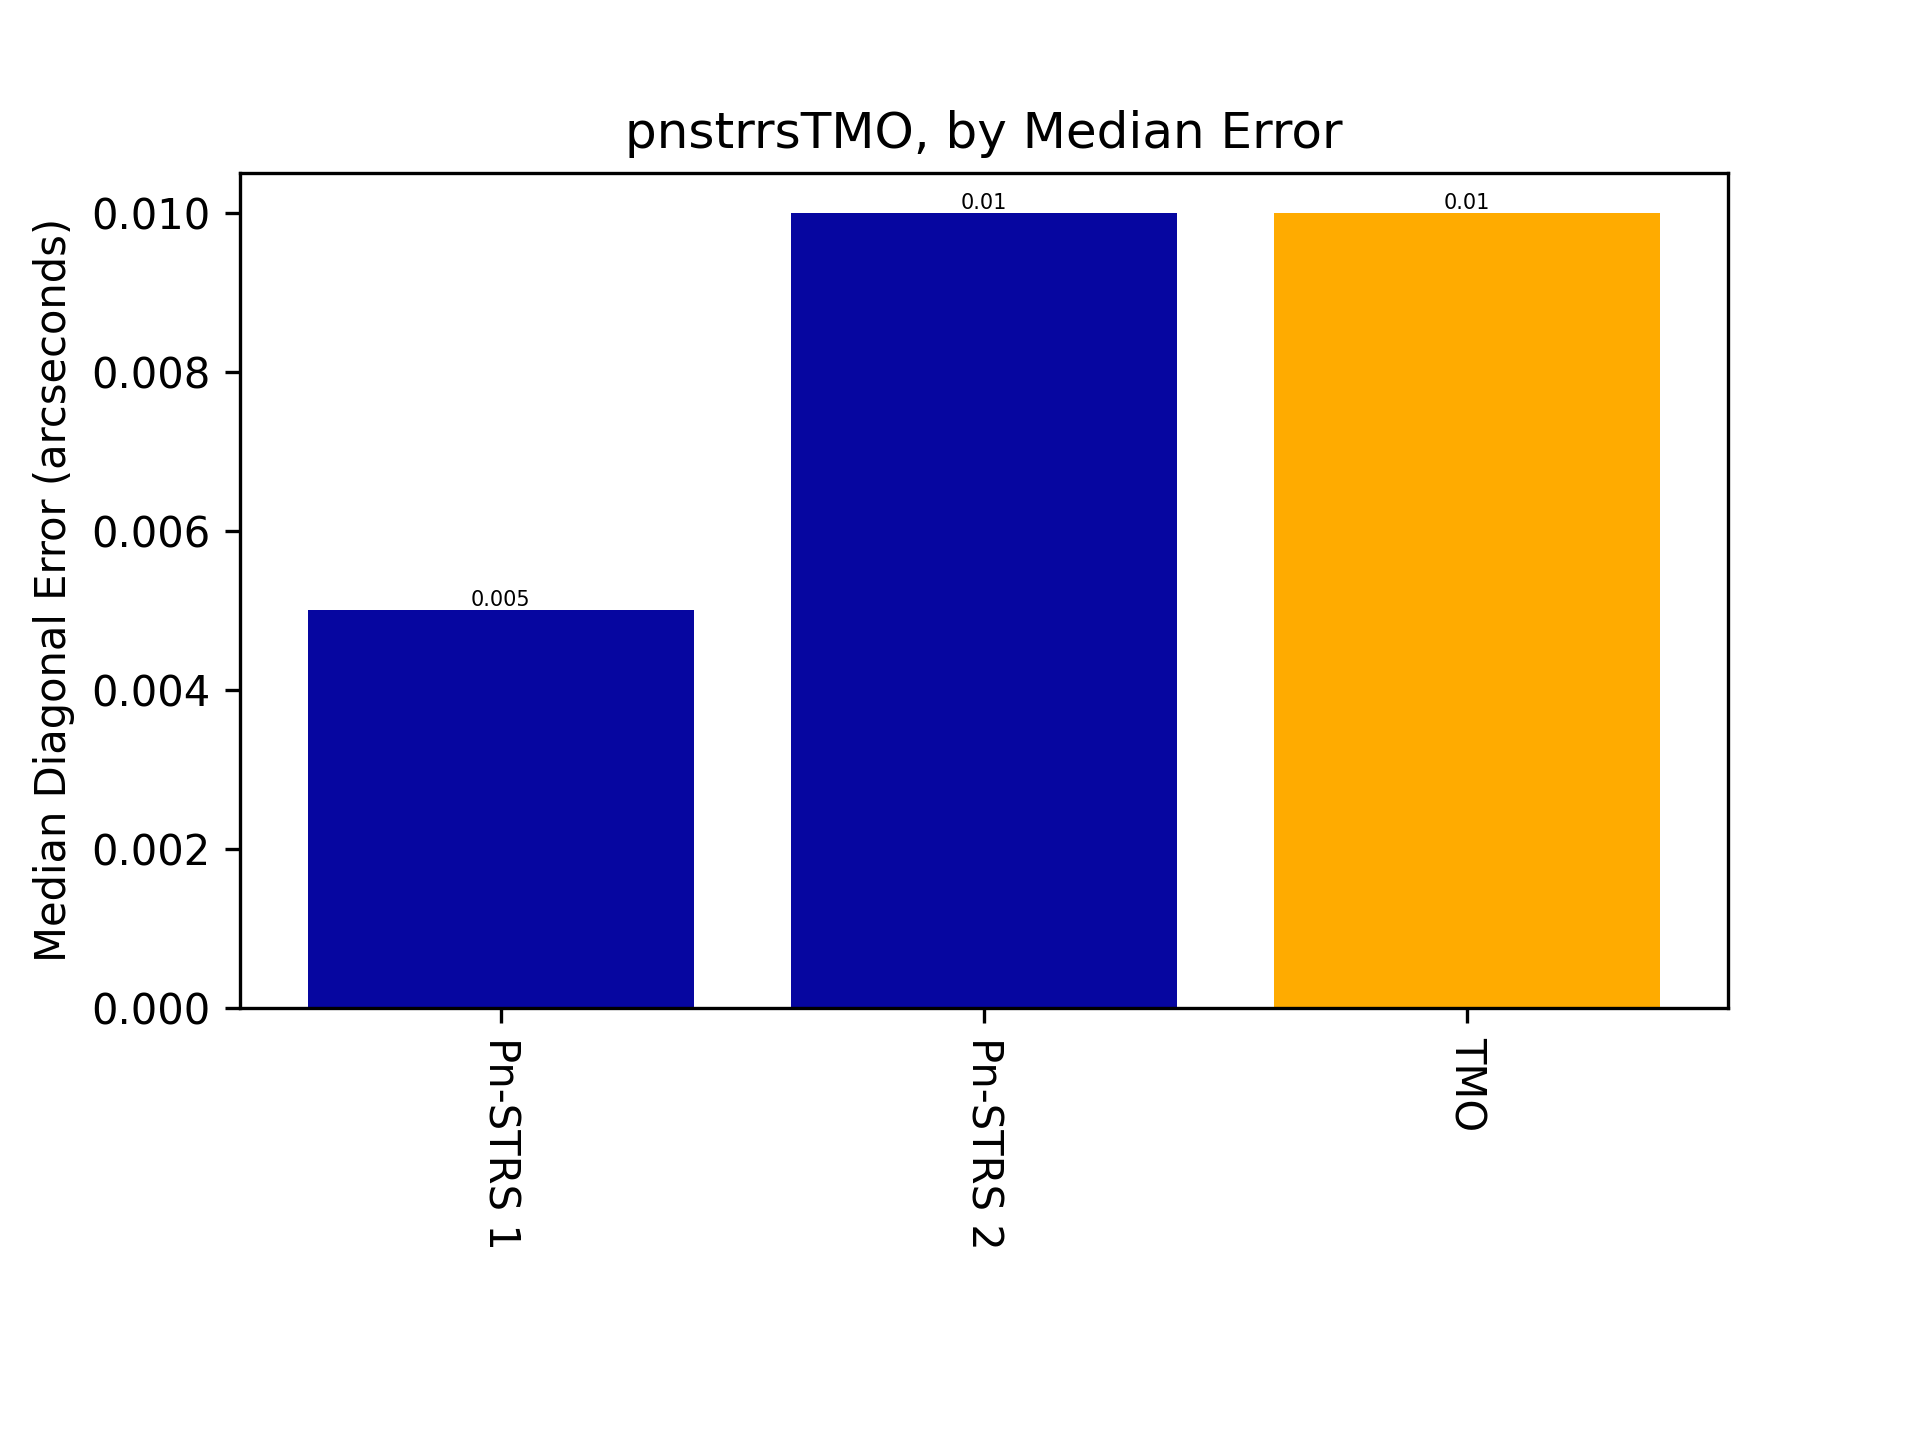 pnstrrsTMO, by Median Error
Median Diagonal Error (arcseconds)
0.010
0.008
0.006
0.004
0.002
0.000
0.005
0.01
0.01
Pn-STRS 1
Pn-STRS 2
TMO